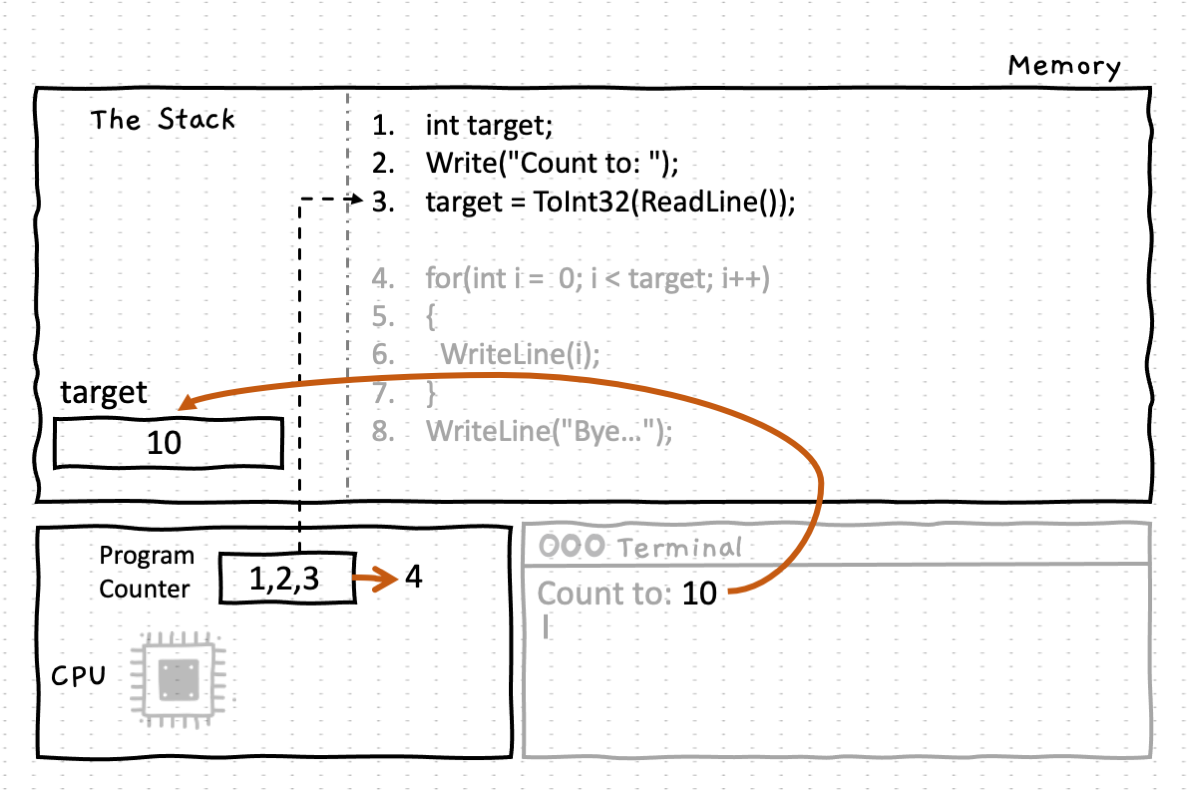 Memory
The Stack
1. int target;
2. Write("Count to: ");
3. target = ToInt32(ReadLine());
4. for(int i = 0; i < target; i++)
5. {
6. WriteLine(i);
7. }
8. WriteLine("Bye…");
target
10
Program
Counter
1,2,3
4
CPU
Terminal
Count to: 10